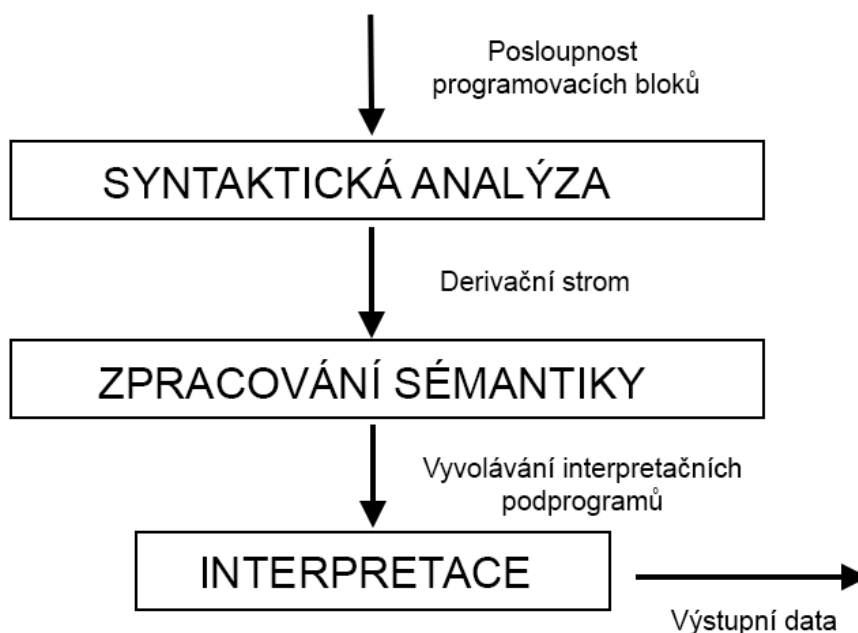 Posloupnost
programovacích bloků
SYNTAKTICKÁ ANALÝZA
Derivační strom
ZPRACOVÁNÍ SÉMANTIKY
Vyvolávání interpretačních
podprogramů
INTERPRETACE
Výstupní data